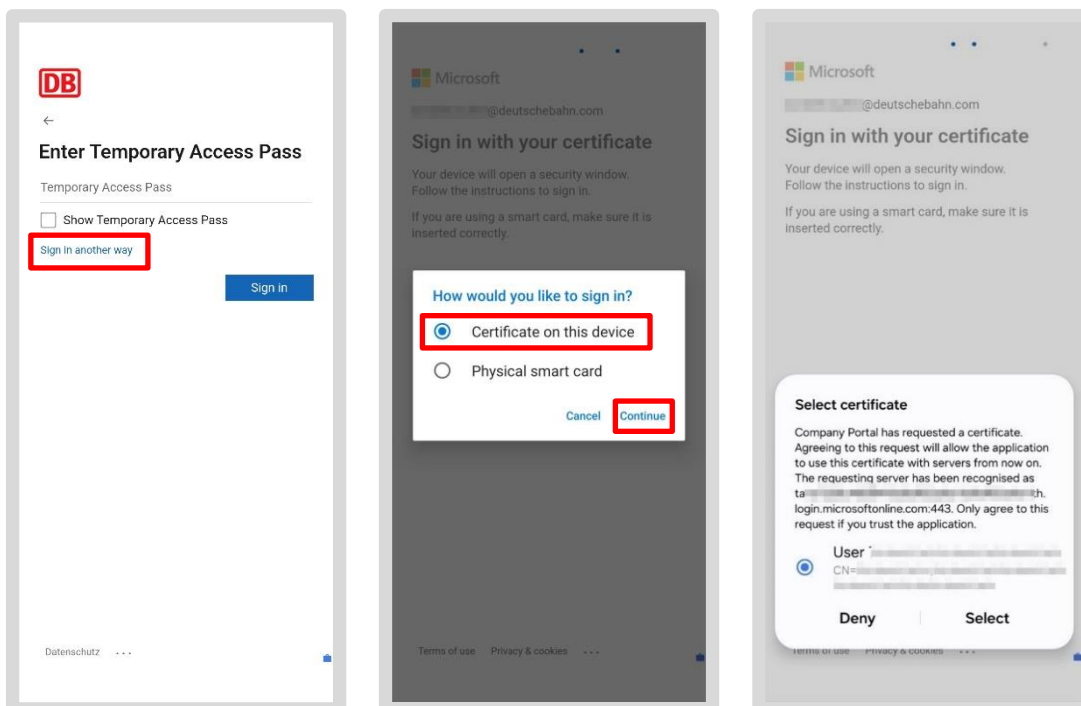 DB
Enter Temporary Access Pass
Temporary Access Pass
Show Temporary Access Pass
Sign in another way
Sign in
Datenschutz ...
Microsoft
@deutschebahn.com
Sign in with your certificate
Your device will open a security window.
Follow the instructions to sign in.
If you are using a smart card, make sure it is
inserted correctly.
How would you like to sign in?
Certificate on this device
Physical smart card
Cancel Continue
Terms of use Privacy & cookies ...
Microsoft
@deutschebahn.com
Sign in with your certificate
Your device will open a security window.
Follow the instructions to sign in.
If you are using a smart card, make sure it is
inserted correctly.
Select certificate
Company Portal has requested a certificate.
Agreeing to this request will allow the application
to use this certificate with servers from now on.
The requesting server has been recognised as
ta th.
login.microsoftonline.com:443. Only agree to this
request if you trust the application.
User
CN=
Deny Select
Terms of use Privacy & cookies ...